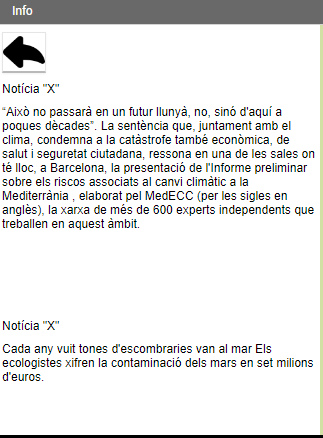 Info
Notícia "X"
“Això no passarà en un futur llunyà, no, sinó d'aquí a
poques dècades”. La sentència que, juntament amb el
clima, condemna a la catàstrofe també econòmica, de
salut i seguretat ciutadana, ressona en una de les sales on
té lloc, a Barcelona, la presentació de l'Informe preliminar
sobre els riscos associats al canvi climàtic a la
Mediterrània , elaborat pel MedECC (per les sigles en
anglès), la xarxa de més de 600 experts independents que
treballen en aquest àmbit.
Notícia "X"
Cada any vuit tones d'escombraries van al mar Els
ecologistes xifren la contaminació dels mars en set milions
d'euros.